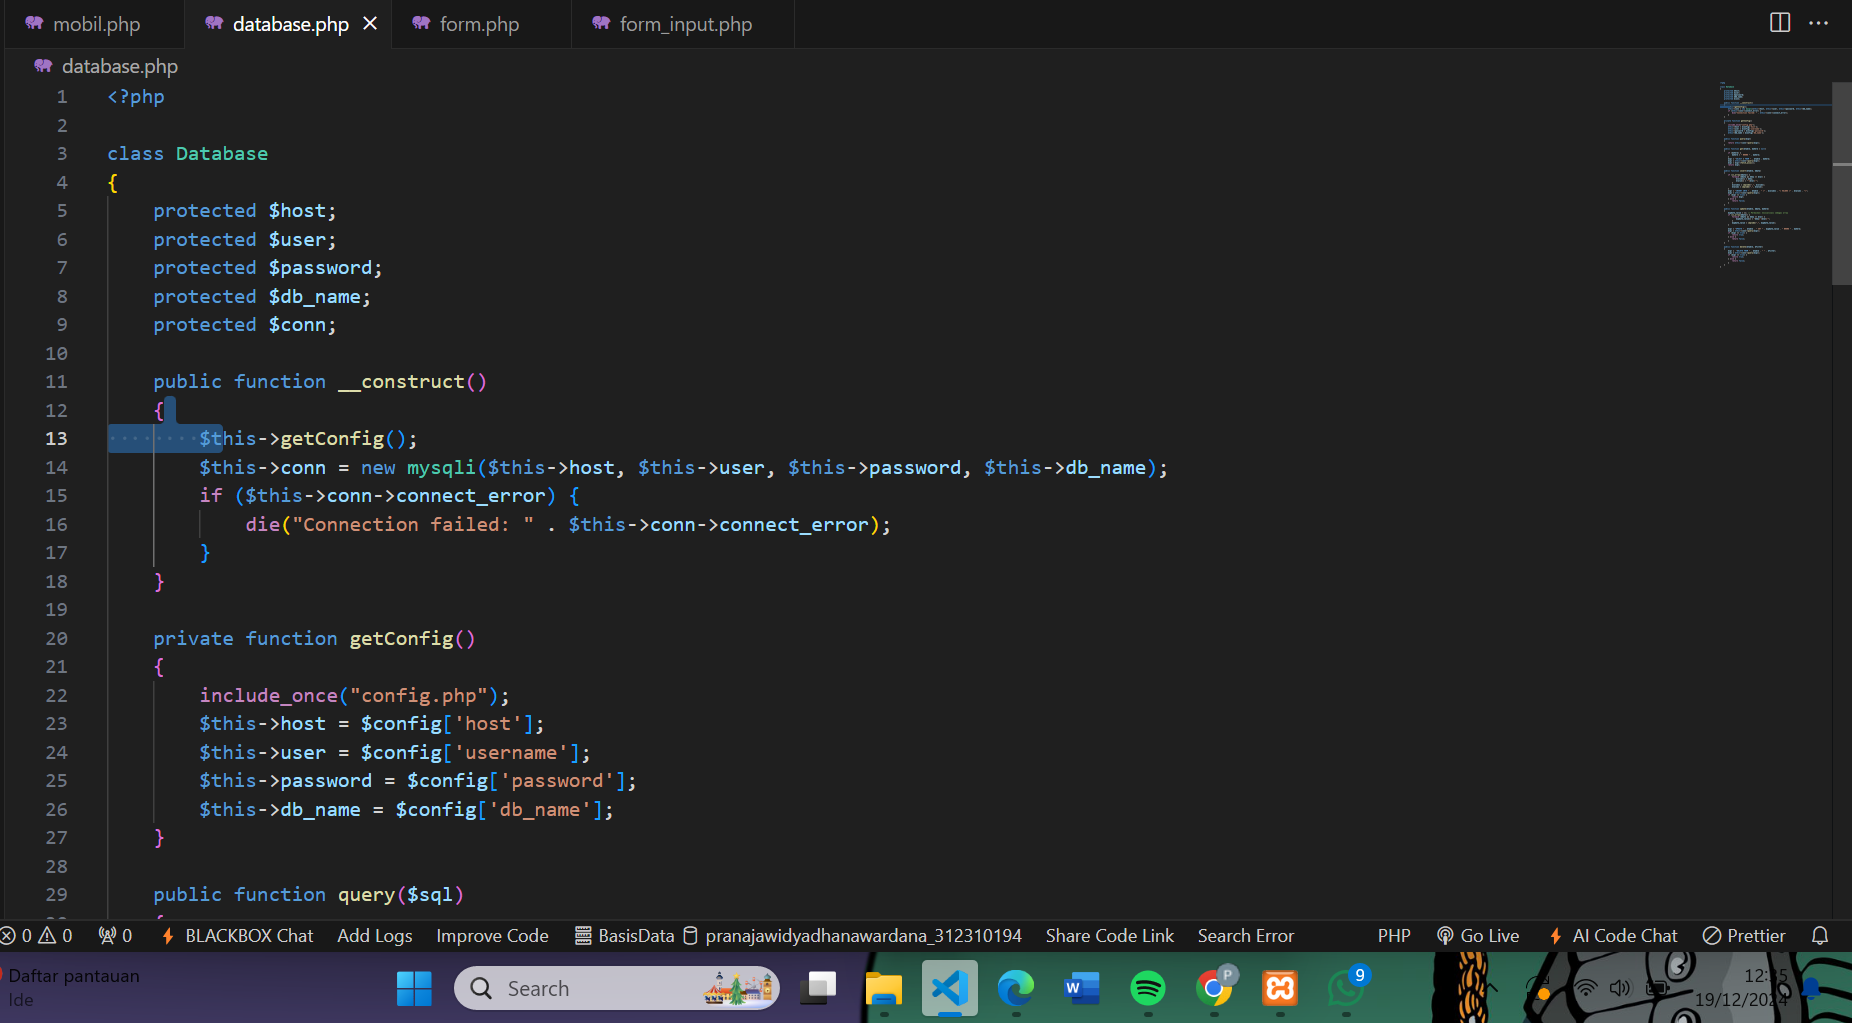 mobil.php
database.php
form.php
form_input.php
database.php
1 <?php
2
3 class Database
4 {
5 protected $host;
6 protected $user;
7 protected $password;
8 protected $db_name;
9 protected $conn;
10
11 public function __construct()
12 {
13 $this->getConfig();
14 $this->conn = new mysqli($this->host, $this->user, $this->password, $this->db_name);
15 if ($this->conn->connect_error) {
16 die("Connection failed: " . $this->conn->connect_error);
17 }
18 }
19
20 private function getConfig()
21 {
22 include_once("config.php");
23 $this->host = $config['host'];
24 $this->user = $config['username'];
25 $this->password = $config['password'];
26 $this->db_name = $config['db_name'];
27 }
28
29 public function query($sql)
0 0 0 BLACKBOX Chat Add Logs Improve Code BasisData pranajawidyadhanawardana_312310194 Share Code Link Search Error PHP Go Live AI Code Chat Prettier
Daftar pantauan
Ide
Search
W
P
9
12:35
19/12/2024